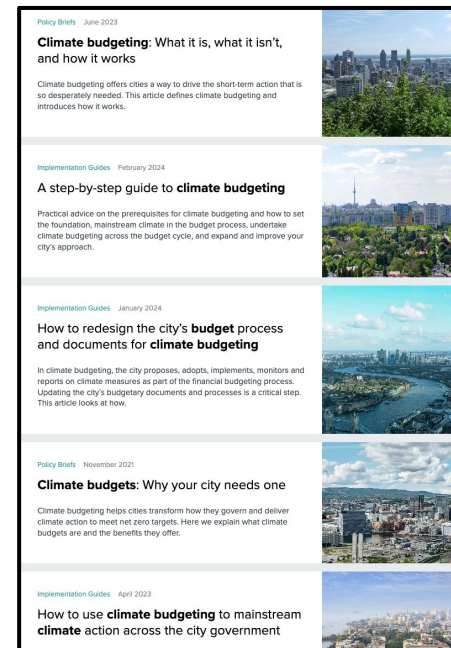 Policy Briefs June 2023
Climate budgeting: What it is, what it isn't,
and how it works
Climate budgeting offers cities a way to drive the short-term action that is
so desperately needed. This article defines climate budgeting and
introduces how it works.
Implementation Guides February 2024
A step-by-step guide to climate budgeting
Practical advice on the prerequisites for climate budgeting and how to set
the foundation, mainstream climate in the budget process, undertake
climate budgeting across the budget cycle, and expand and improve your
city's approach.
Implementation Guides January 2024
How to redesign the city's budget process
and documents for climate budgeting
In climate budgeting, the city proposes, adopts, implements, monitors and
reports on climate measures as part of the financial budgeting process.
Updating the city's budgetary documents and processes is a critical step.
This article looks at how.
Policy Briefs November 2021
Climate budgets: Why your city needs one
Climate budgeting helps cities transform how they govern and deliver
climate action to meet net zero targets. Here we explain what climate
budgets are and the benefits they offer.
Implementation Guides April 2023
How to use climate budgeting to mainstream
climate action across the city government